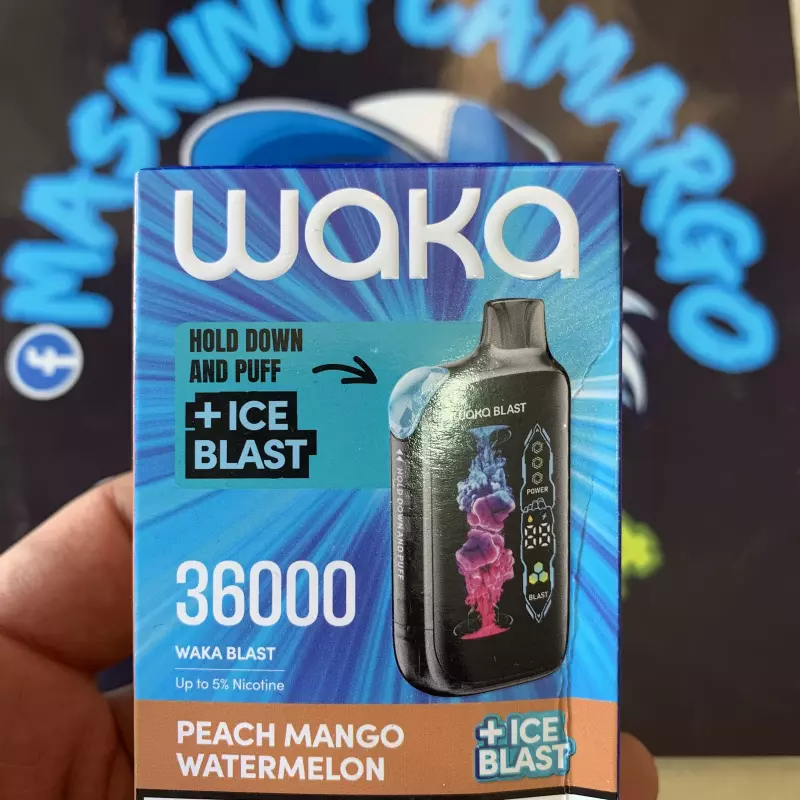 MASKING CAMARGO
f
waka
HOLD DOWN
AND PUFF
+ICE
BLAST
waka BLAST
POWER
88
BLAST
HOLD DOWN AND PUFF
36000
WAKA BLAST
Up to 5% Nicotine
PEACH MANGO
WATERMELON
+ICE
BLAST